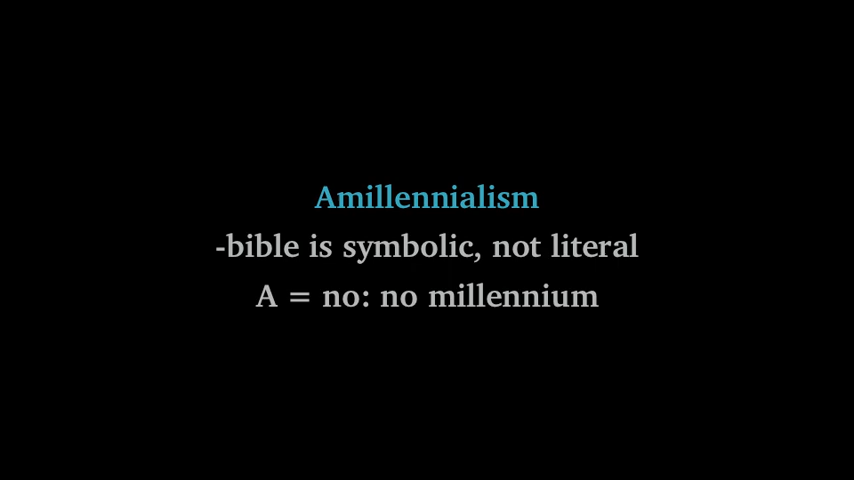 Amillennialism
-bible is symbolic, not literal
A = no: no millennium